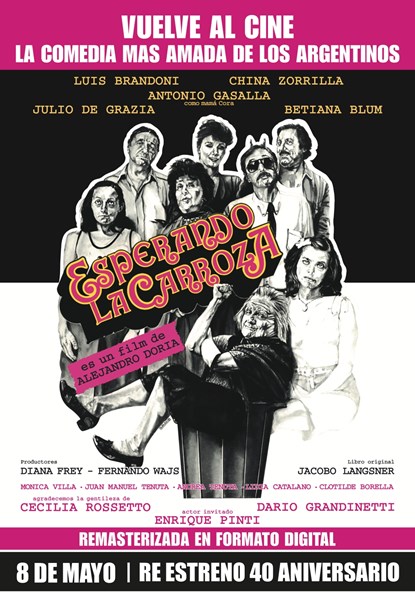 VUELVE AL CINE
LA COMEDIA MAS AMADA DE LOS ARGENTINOS
LUIS BRANDONI CHINA ZORRILLA
ANTONIO GASALLA
como mamá Cora
JULIO DE GRAZIA BETIANA BLUM
ESPERANDO
LA CARROZA
es un film de
ALEJANDRO DORIA
Productores Libro original
DIANA FREY - FERNANDO WAJS JACOBO LANGSNER
MONICA VILLA - JUAN MANUEL TENUTA - ANDREA TENUTA - LIDIA CATALANO - CLOTILDE BORELLA
agradecemos la gentileza de
CECILIA ROSSETTO DARIO GRANDINETTI
actor invitado
ENRIQUE PINTI
REMASTERIZADA EN FORMATO DIGITAL
8 DE MAYO | RE ESTRENO 40 ANIVERSARIO